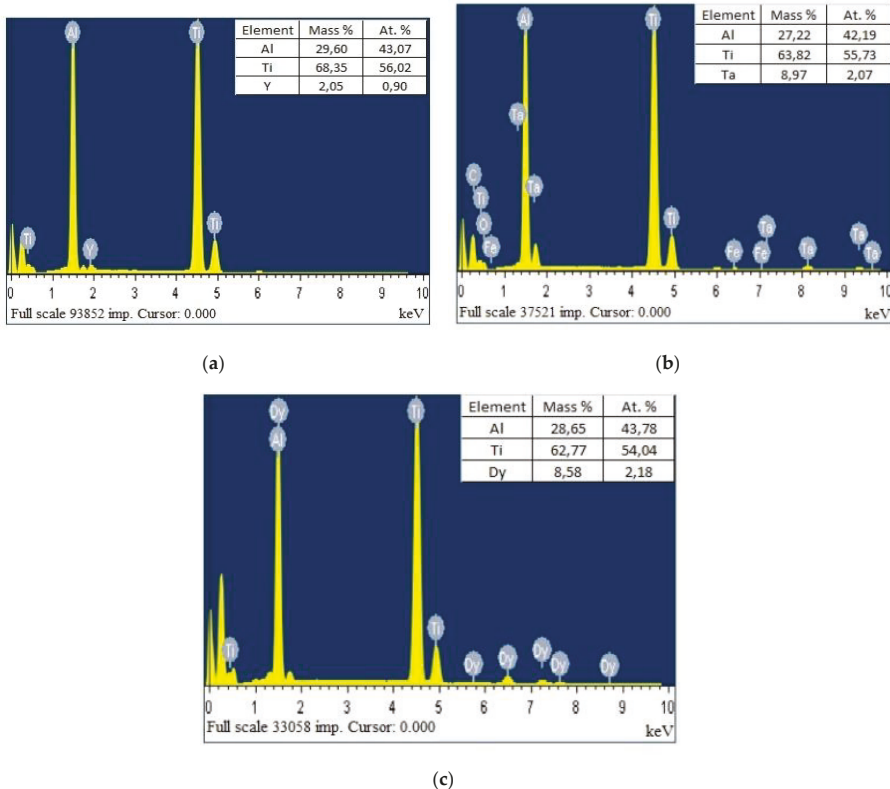 Element Mass % At. %
Al 29,60 43,07
Ti 68,35 56,02
Y 2,05 0,90
Al Ti
Ti Y Ti
0 1 2 3 4 5 6 7 8 9 10
Full scale 93852 imp. Cursor: 0.000 keV
(a)
Element Mass % At. %
Al 27,22 42,19
Ti 63,82 55,73
Ta 8,97 2,07
Al Ti
Ta
C Ta
Ti
O Ti Ta Ta
Fe Fe Fe Ta Ta
0 1 2 3 4 5 6 7 8 9 10
Full scale 37521 imp. Cursor: 0.000 keV
(b)
Element Mass % At. %
Al 28,65 43,78
Ti 62,77 54,04
Dy 8,58 2,18
Dy Ti
Al
Ti Ti
Dy Dy Dy Dy Dy
0 1 2 3 4 5 6 7 8 9 10
Full scale 33058 imp. Cursor: 0.000 keV
(c)